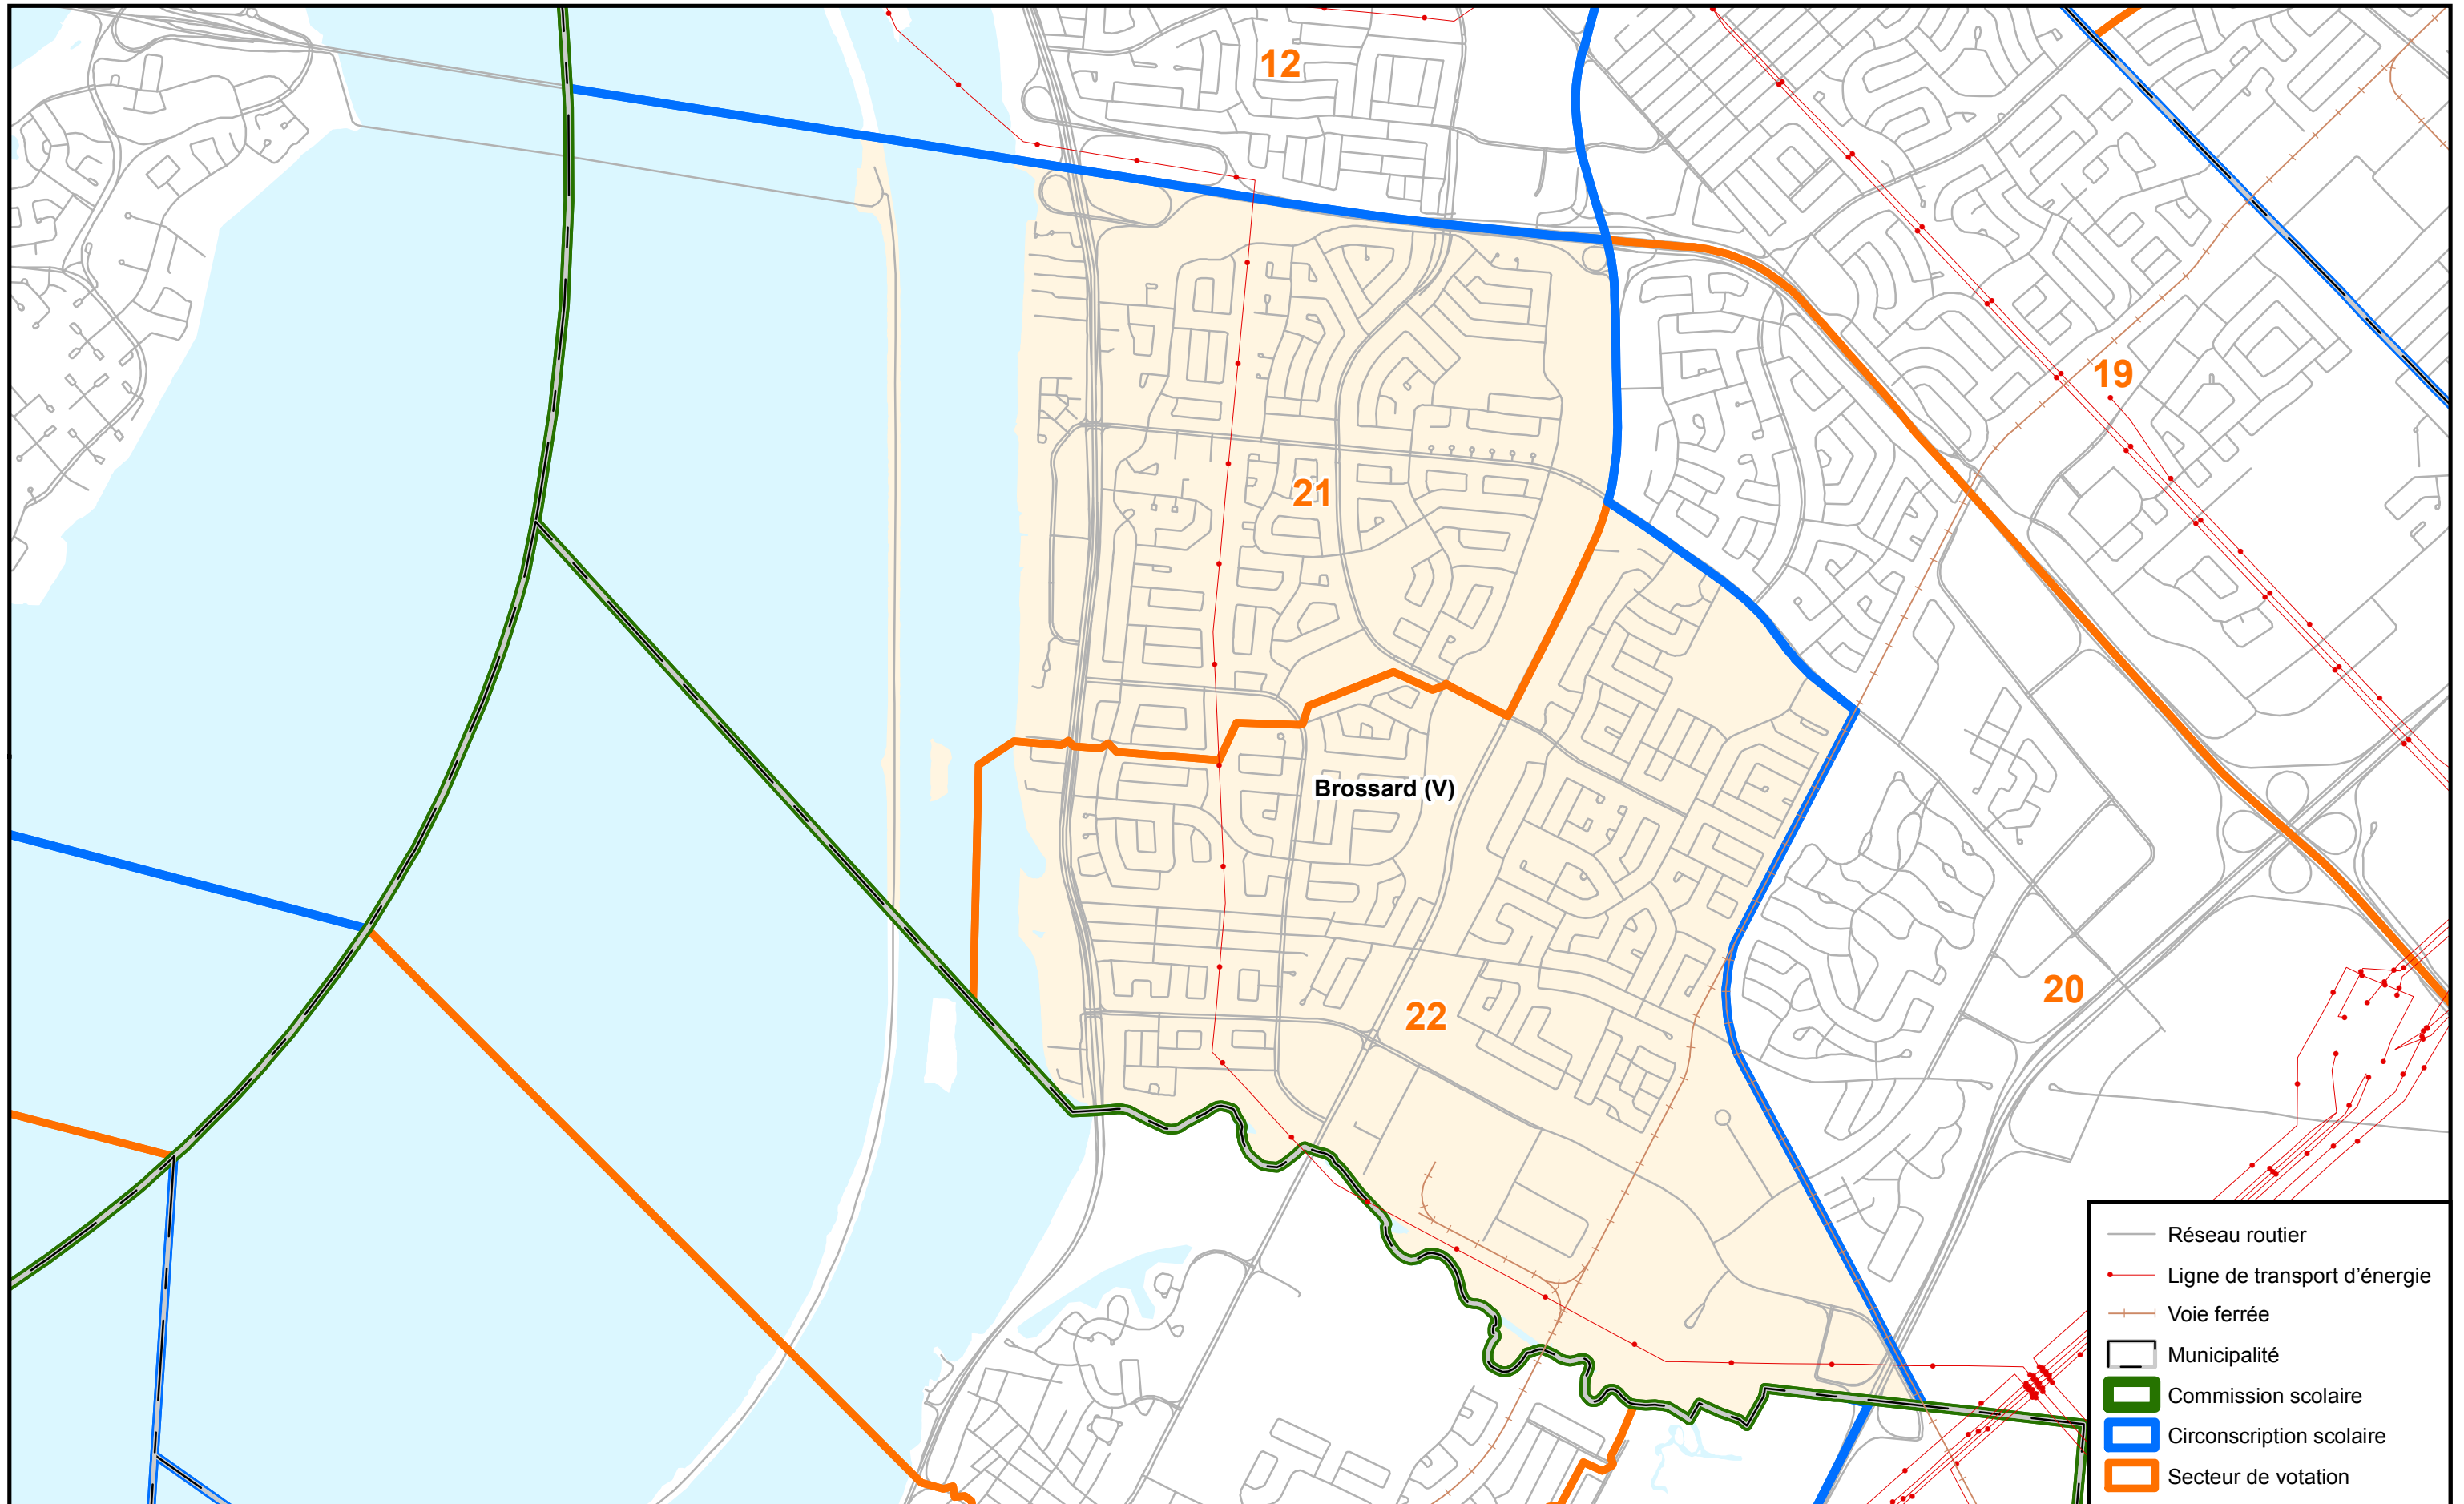 12
19
21
Brossard (V)
20
22
Réseau routier
Ligne de transport d'énergie
Voie ferrée
Municipalité
Commission scolaire
Circonscription scolaire
Secteur de votation